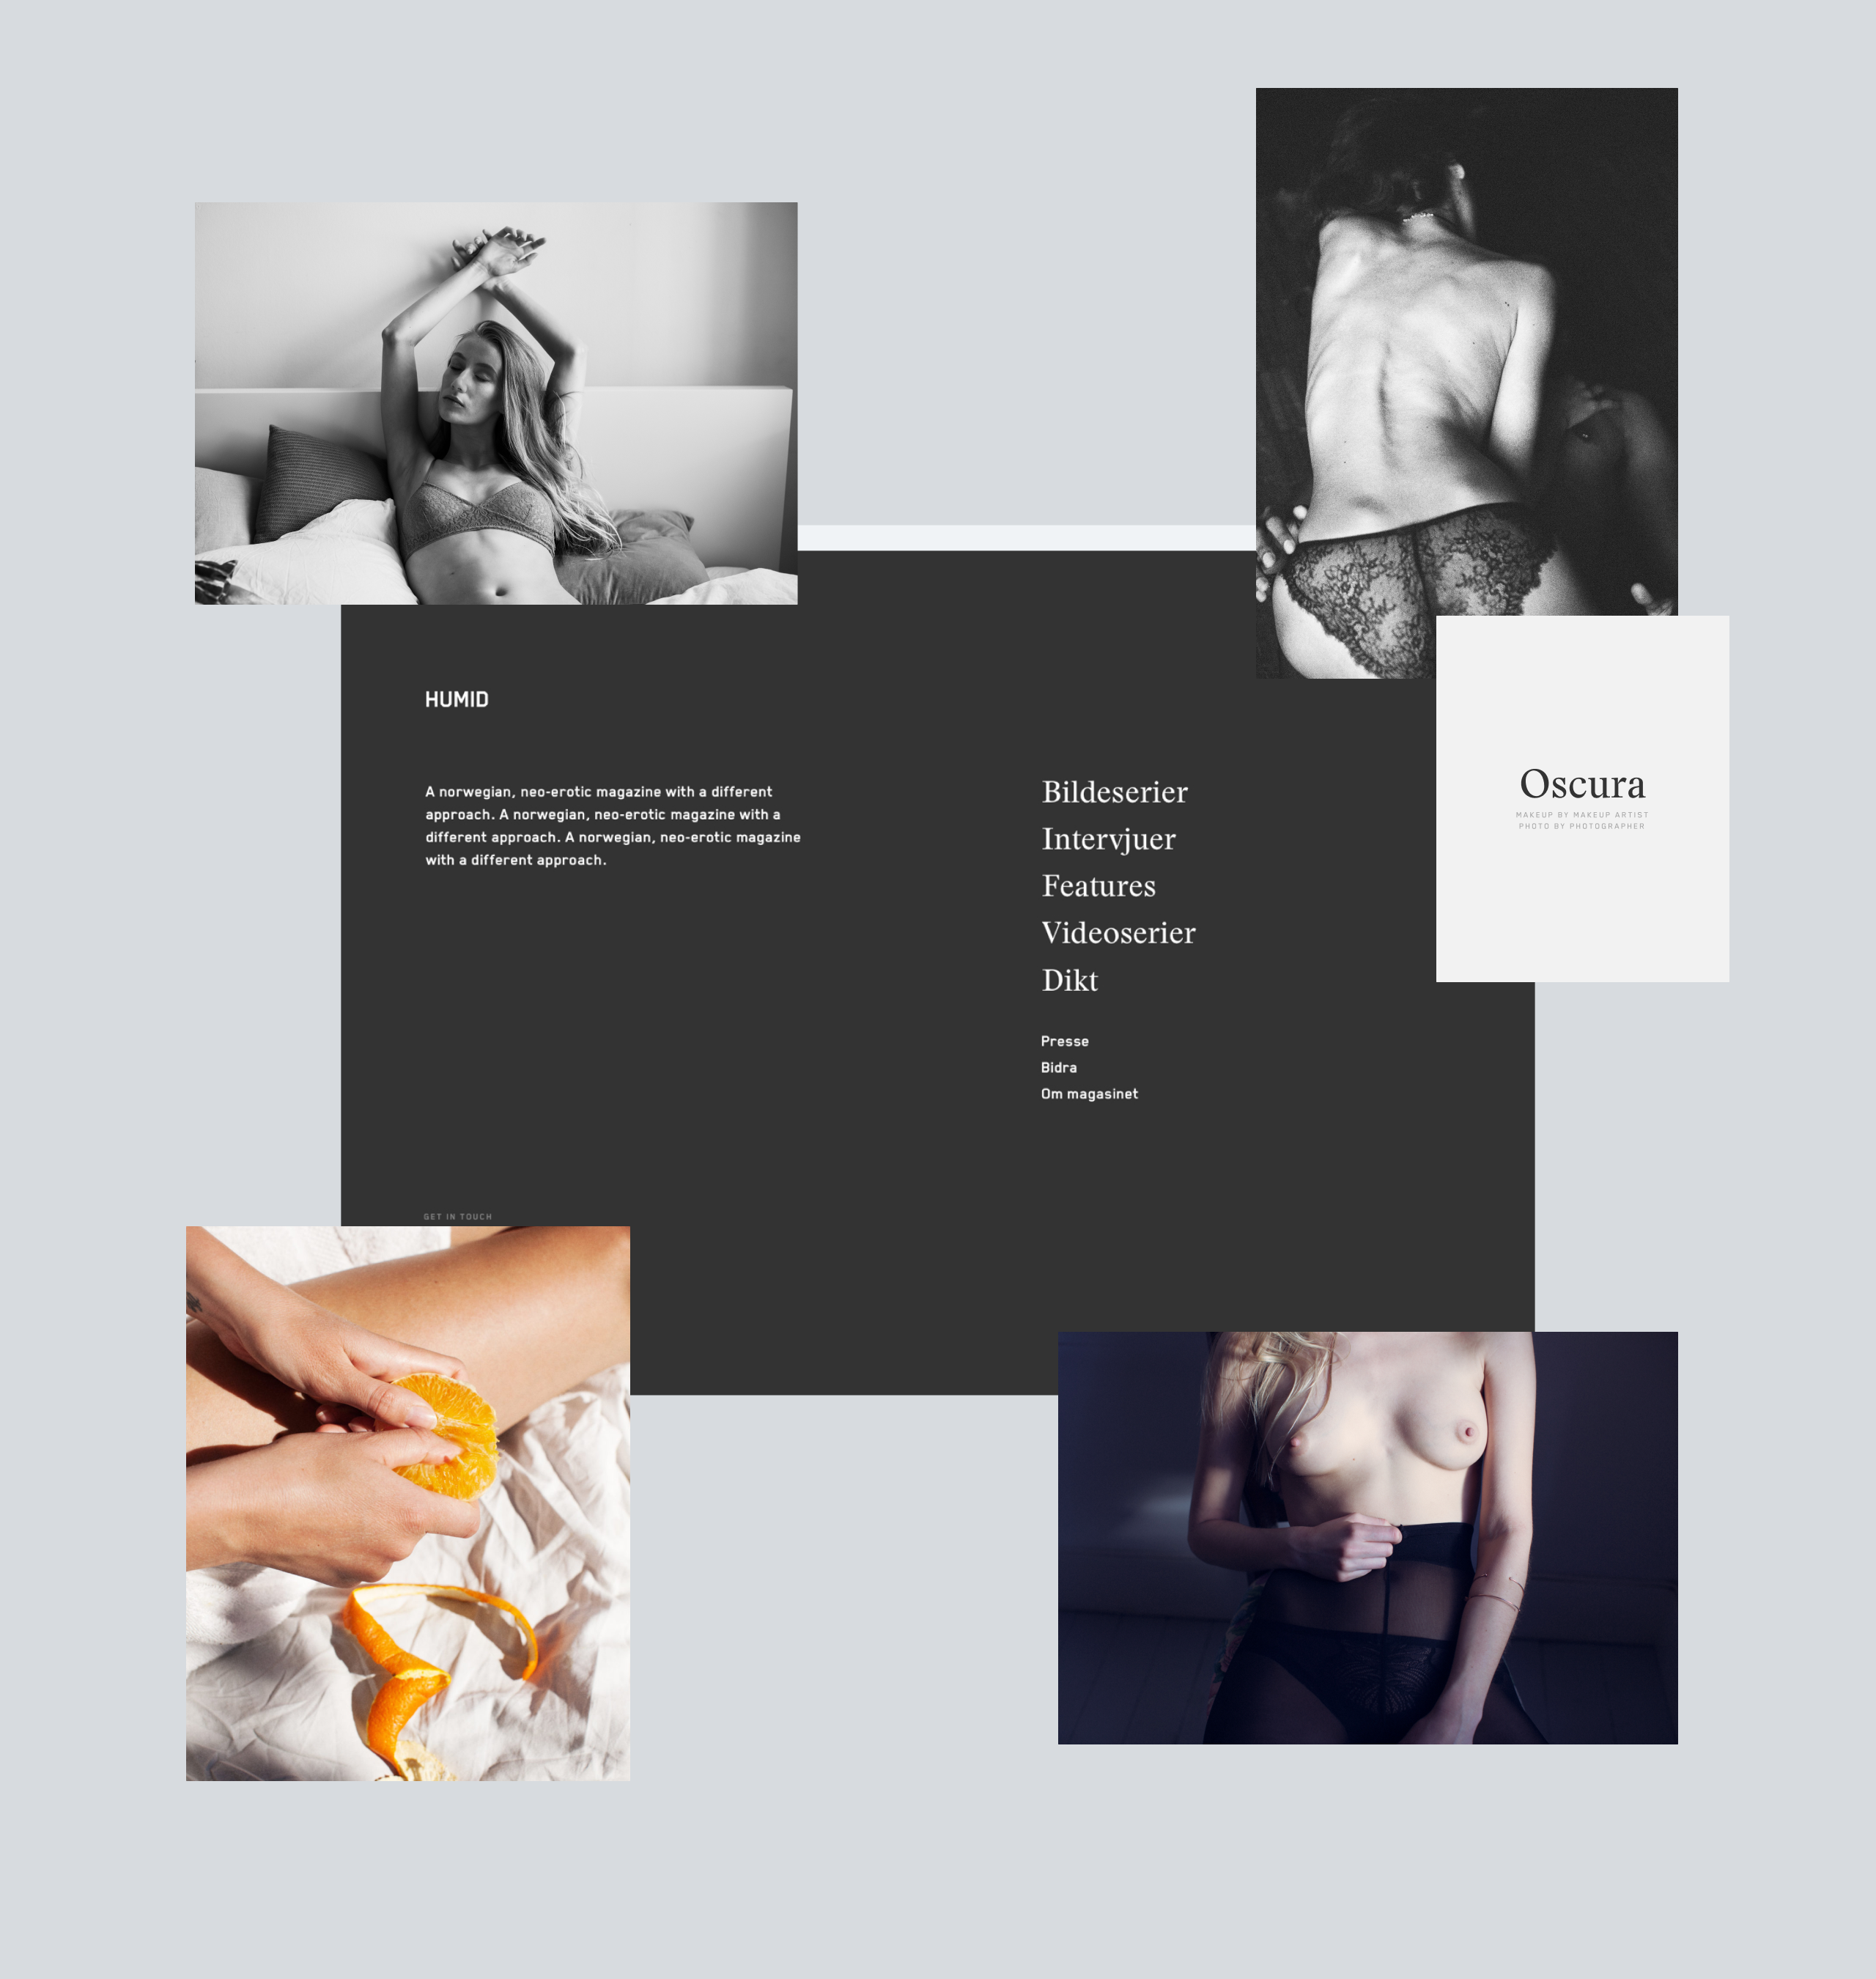 HUMID
A norwegian, neo-erotic magazine with a different
approach. A norwegian, neo-erotic magazine with a
different approach. A norwegian, neo-erotic magazine
with a different approach.
GET IN TOUCH
Bildeserier
Intervjuer
Features
Videoserier
Dikt
Presse
Bidra
Om magasinet
Oscura
MAKEUP BY MAKEUP ARTIST
PHOTO BY PHOTOGRAPHER